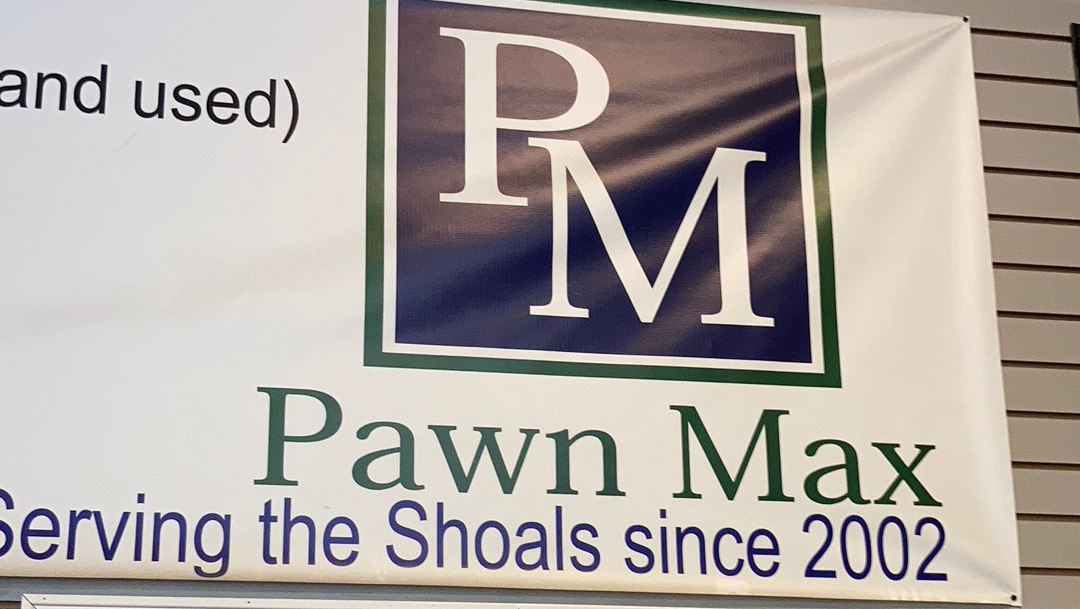 and used)
PM
Pawn Max
Serving the Shoals since 2002